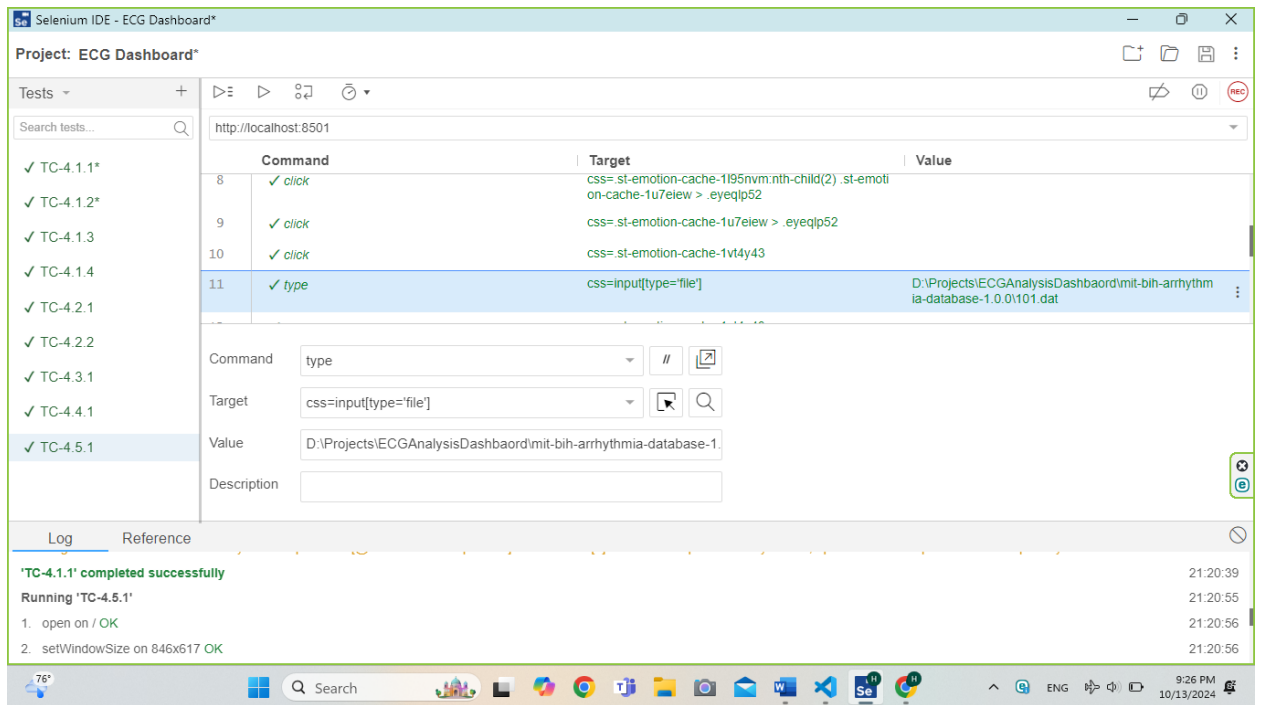 Selenium IDE - ECG Dashboard*
Project: ECG Dashboard*
Tests
Search tests...
✓ TC-4.1.1*
✓ TC-4.1.2*
✓ TC-4.1.3
✓ TC-4.1.4
✓ TC-4.2.1
✓ TC-4.2.2
✓ TC-4.3.1
✓ TC-4.4.1
✓ TC-4.5.1
REC
http://localhost:8501
Command Target Value
8 ✓ click css=.st-emotion-cache-1l95nvm:nth-child(2) .st-emoti
on-cache-1u7eiew > .eyeqlp52
9 ✓ click css=.st-emotion-cache-1u7eiew > .eyeqlp52
10 ✓ click css=.st-emotion-cache-1vt4y43
11 ✓ type css=input[type='file'] D:\Projects\ECGAnalysisDashbaord\mit-bih-arrhythm
ia-database-1.0.0\101.dat
Command type //
Target css=input[type='file']
Value D:\Projects\ECGAnalysisDashbaord\mit-bih-arrhythmia-database-1.
Description
Log Reference
'TC-4.1.1' completed successfully 21:20:39
Running 'TC-4.5.1' 21:20:55
1. open on / OK 21:20:56
2. setWindowSize on 846x617 OK 21:20:56
76°
Search
ENG
9:26 PM
10/13/2024